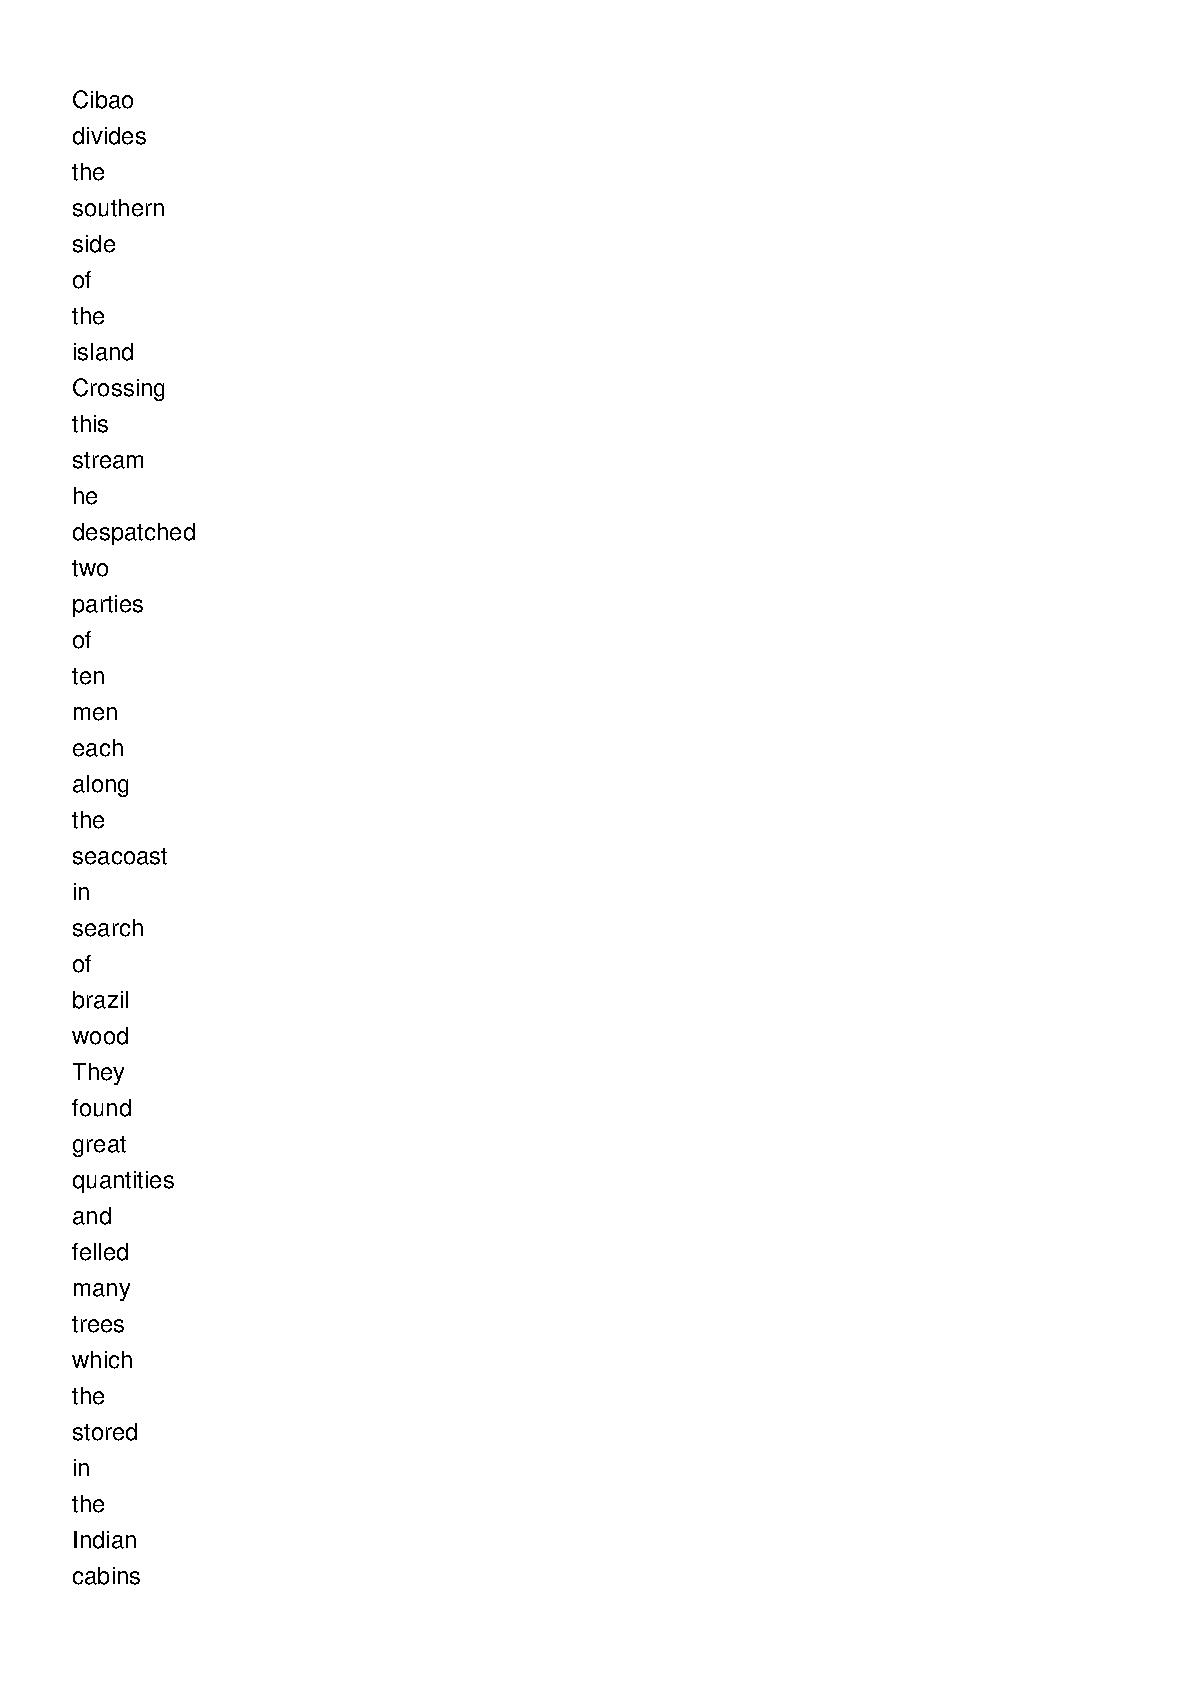 Cibao
divides
the
southern
side
of
the
island
Crossing
this
stream
he
despatched
two
parties
of
ten
men
each
along
the
seacoast
in
search
of
brazil
wood
They
found
great
quantities
and
felled
many
trees
which
the
stored
in
the
Indian
cabins